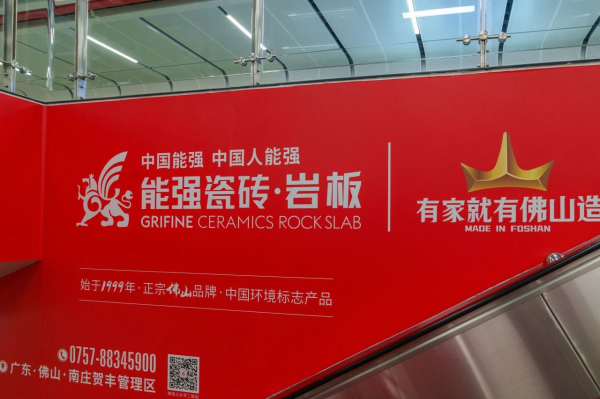 中国能强 中国人能强
能强瓷砖·岩板
GRIFINE CERAMICS ROCK SLAB
有家就有佛山造
MADE IN FOSHAN
始于1999年·正宗佛山品牌·中国环境标志产品
0757-88345900
广东·佛山·南庄贺丰管理区